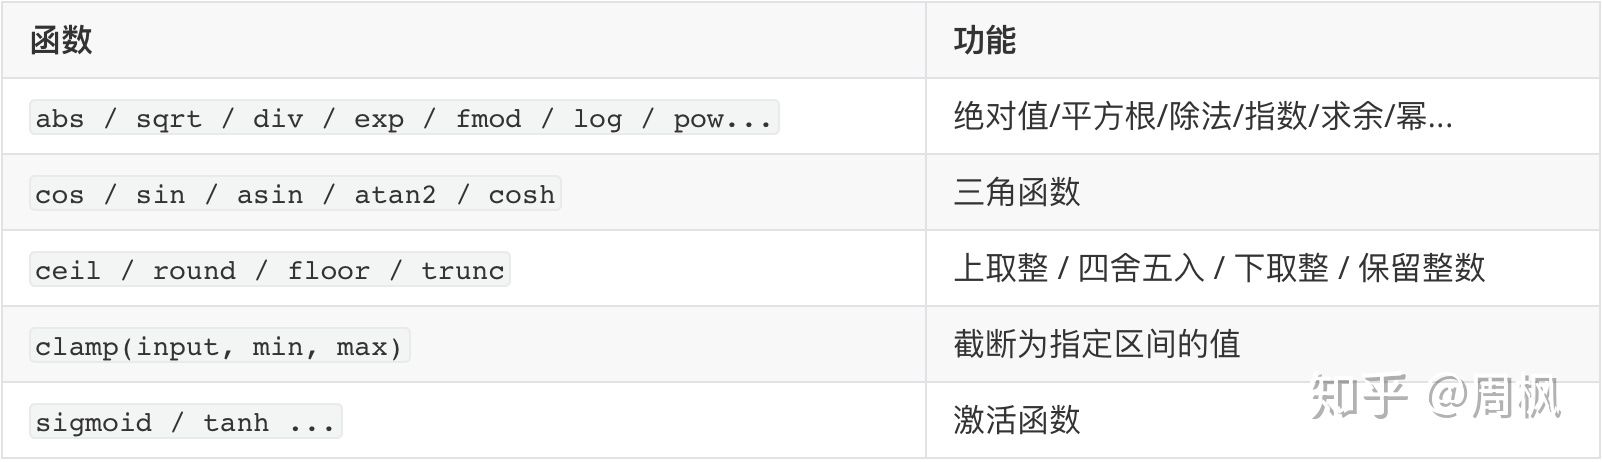 函数 功能
abs / sqrt / div / exp / fmod / log / pow... 绝对值/平方根/除法/指数/求余/幂...
cos / sin / asin / atan2 / cosh 三角函数
ceil / round / floor / trunc 上取整 / 四舍五入 / 下取整 / 保留整数
clamp(input, min, max) 截断为指定区间的值
sigmoid / tanh ... 激活函数
知乎 @周枫